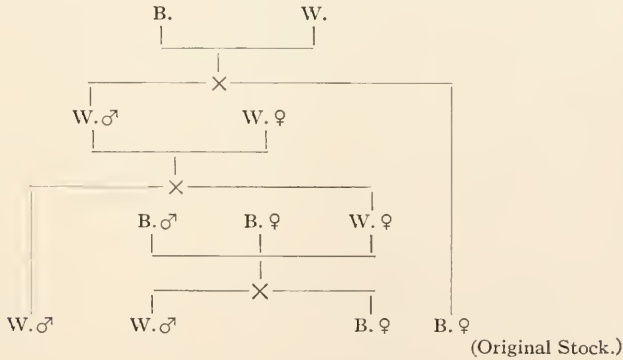 B. W.
W.♂ W.♀
B.♂ B.♀ W.♀
W.♂ W.♂ B.♀ B.♀
(Original Stock.)